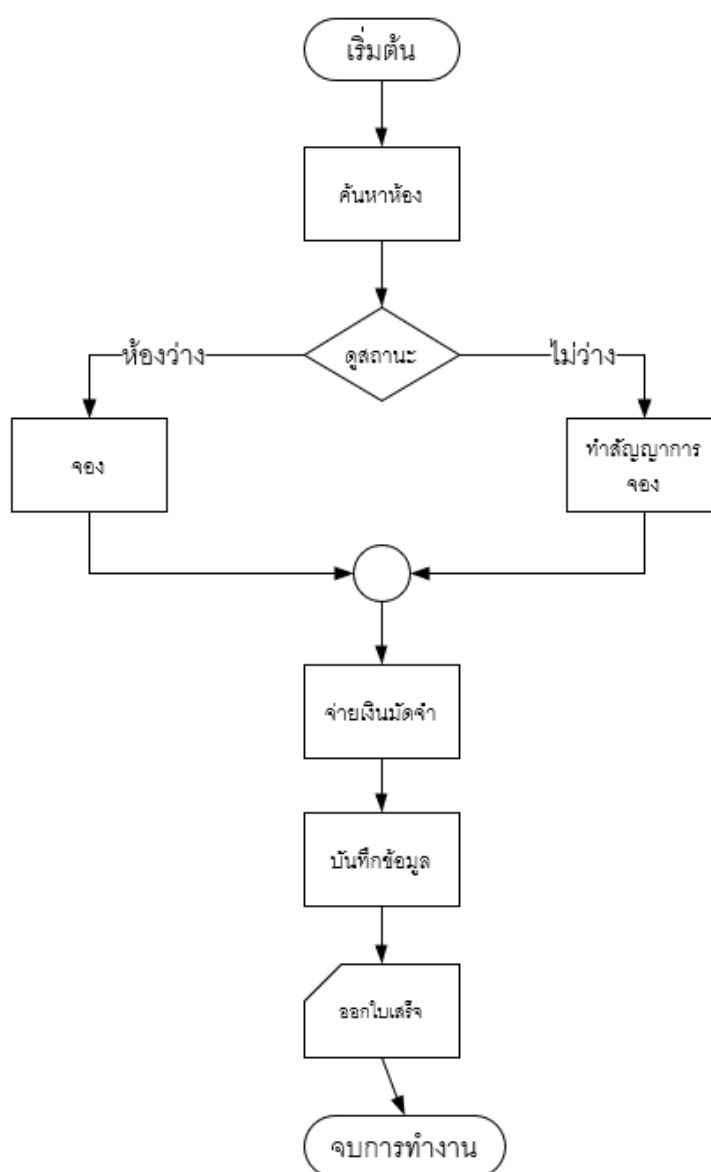 เริ่มต้น
ค้นหาห้อง
ดูสถานะ
ห้องว่าง
ไม่ว่าง
จอง
ทำสัญญาการ
จอง
จ่ายเงินมัดจำ
บันทึกข้อมูล
ออกใบเสร็จ
จบการทำงาน